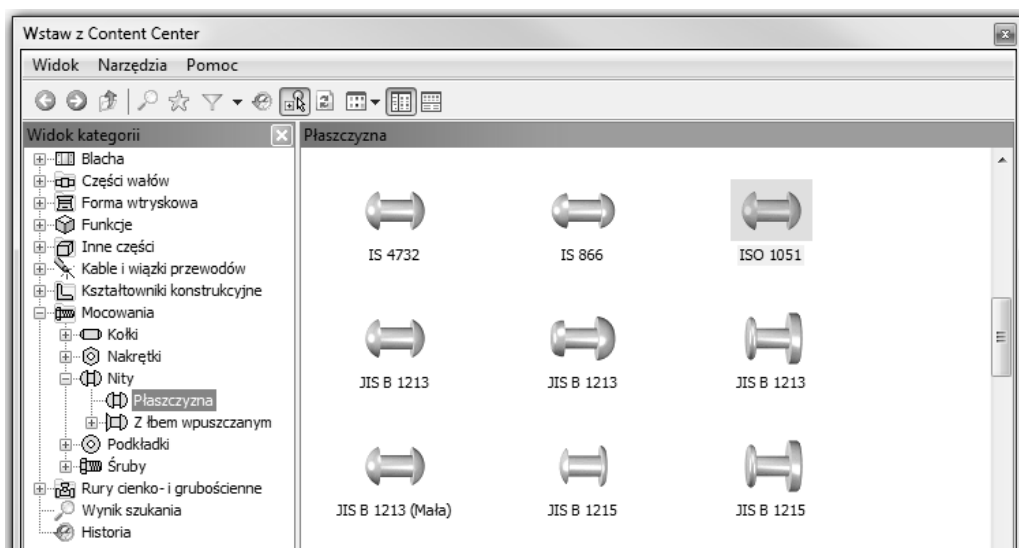 Wstaw z Content Center
Widok Narzędzia Pomoc
Widok kategorii
Płaszczyzna
Blacha
Części wałów
Forma wtryskowa
Funkcje
Inne części
Kable i wiązki przewodów
Kształtowniki konstrukcyjne
Mocowania
Kołki
Nakrętki
Nity
Płaszczyzna
Z łbem wpuszczanym
Podkładki
Śruby
Rury cienko- i grubościenne
Wynik szukania
Historia
IS 4732 IS 866 ISO 1051
JIS B 1213 JIS B 1213 JIS B 1213
JIS B 1213 (Mała) JIS B 1215 JIS B 1215